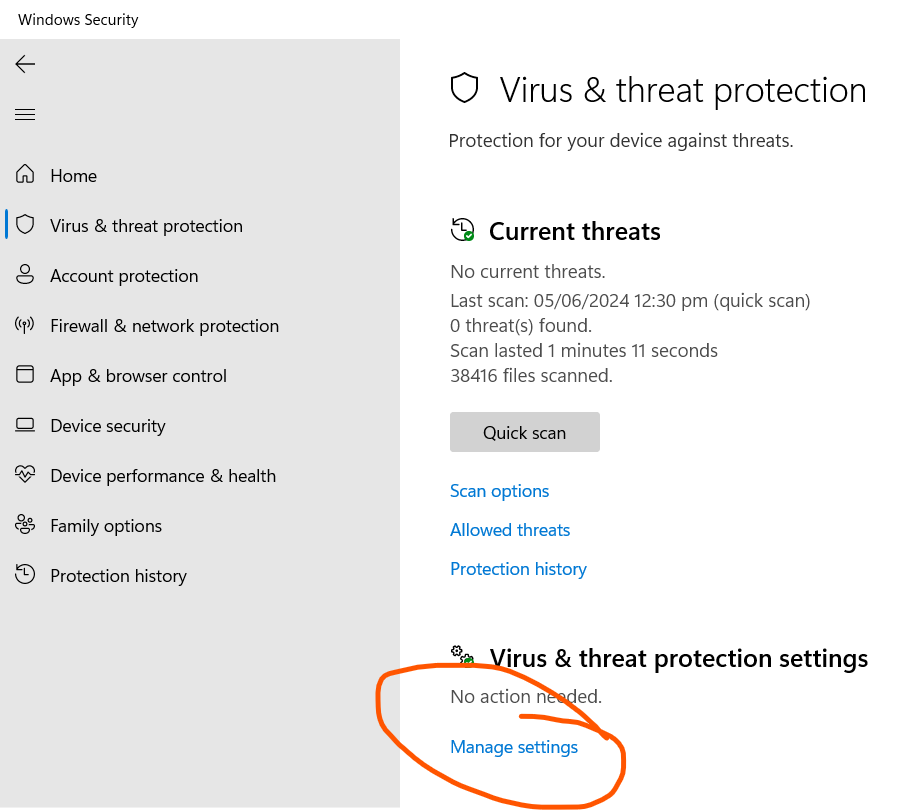 Windows Security
Home
Virus & threat protection
Account protection
Firewall & network protection
App & browser control
Device security
Device performance & health
Family options
Protection history
Virus & threat protection
Protection for your device against threats.
Current threats
No current threats.
Last scan: 05/06/2024 12:30 pm (quick scan)
0 threat(s) found.
Scan lasted 1 minutes 11 seconds
38416 files scanned.
Quick scan
Scan options
Allowed threats
Protection history
Virus & threat protection settings
No action needed.
Manage settings